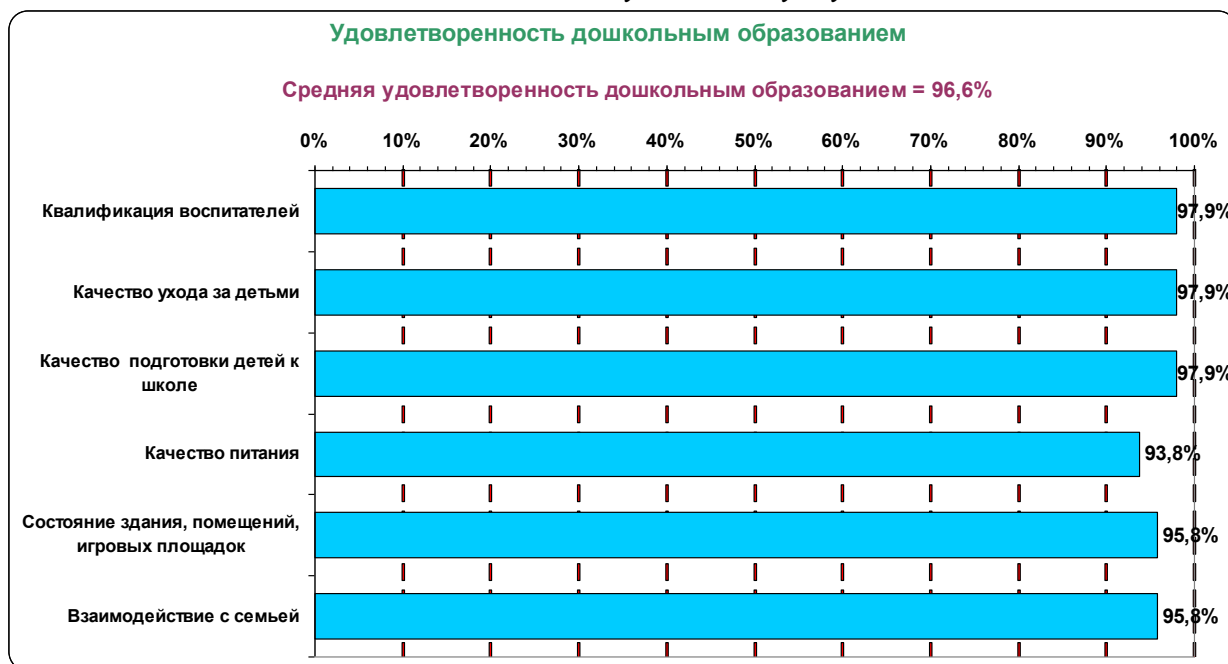 Удовлетворенность дошкольным образованием
Средняя удовлетворенность дошкольным образованием = 96,6%
0% 10% 20% 30% 40% 50% 60% 70% 80% 90% 100%
Квалификация воспитателей 97,9%
Качество ухода за детьми 97,9%
Качество подготовки детей к
школе 97,9%
Качество питания 93,8%
Состояние здания, помещений,
игровых площадок 95,8%
Взаимодействие с семьей 95,8%